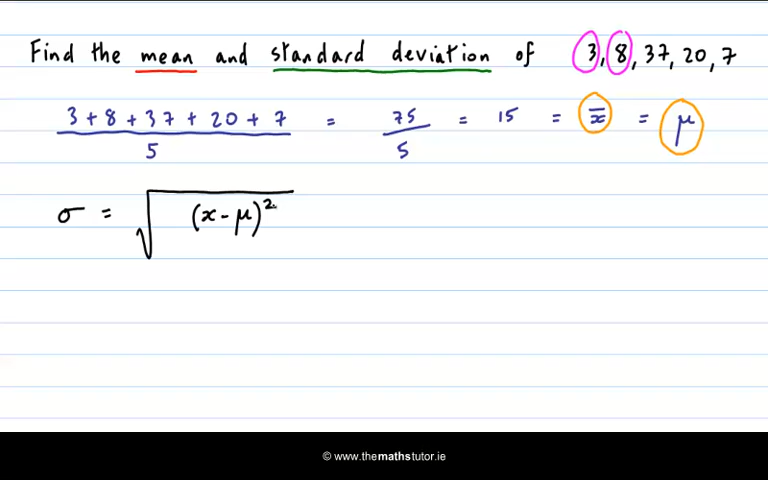 Find the mean and standard deviation of 3, 8, 37, 20, 7
3 + 8 + 37 + 20 + 7 / 5 = 75 / 5 = 15 = x̅ = μ
σ = √(x - μ)²
© www.themathstutor.ie